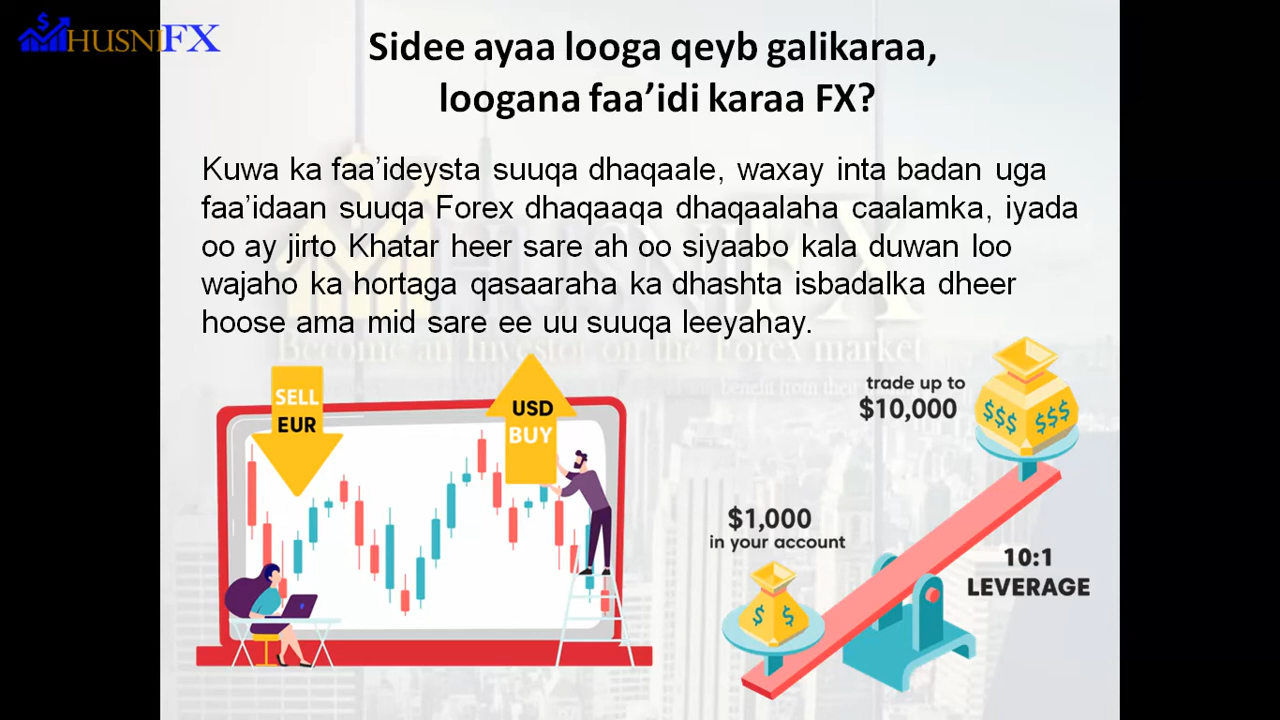 HUSNIFX
Sidee ayaa looga qeyb galikaraa,
loogana faa’idi karaa FX?
Kuwa ka faa’ideysta suuqa dhaqaale, waxay inta badan uga
faa’idaan suuqa Forex dhaqaaqa dhaqaalaha caalamka, iyada
oo ay jirto Khatar heer sare ah oo siyaabo kala duwan loo
wajaho ka hortaga qasaaraha ka dhashta isbadalka dheer
hoose ama mid sare ee uu suuqa leeyahay.
HUSNIFX
Become an Investor on the Forex market
benefit from their
SELL
EUR
USD
BUY
trade up to
$10,000
$$$ $$$
$1,000
in your account
$ $
10:1
LEVERAGE